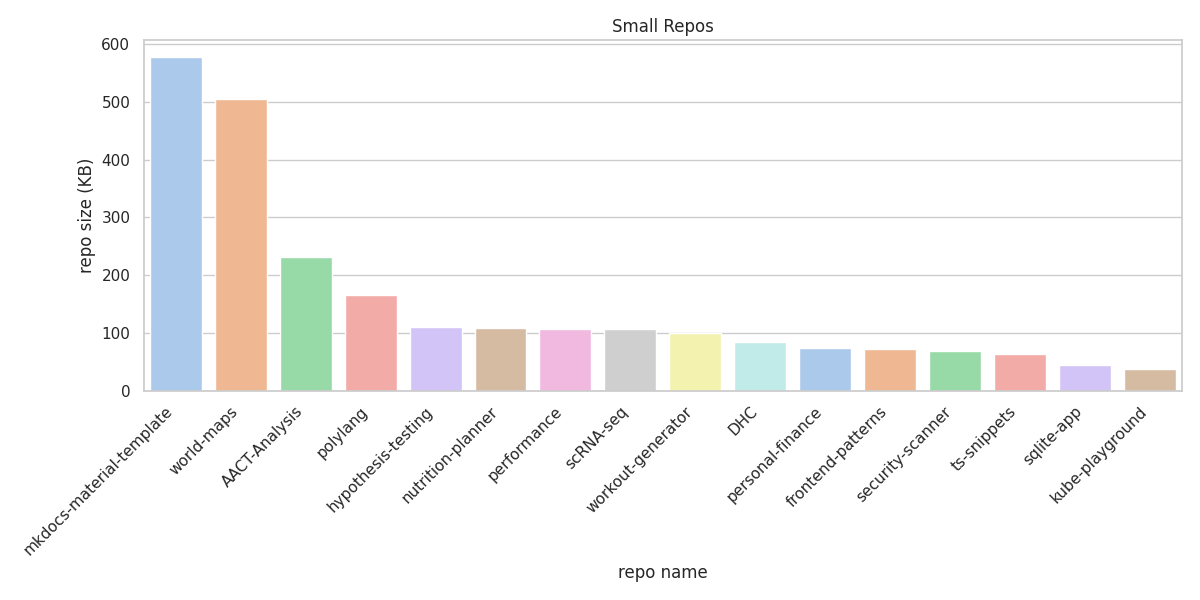 Small Repos
repo size (KB)
600
500
400
300
200
100
0
mkdocs-material-template
world-maps
AACT-Analysis
polylang
hypothesis-testing
nutrition-planner
performance
scRNA-seq
workout-generator
DHC
personal-finance
frontend-patterns
security-scanner
ts-snippets
sqlite-app
kube-playground
repo name